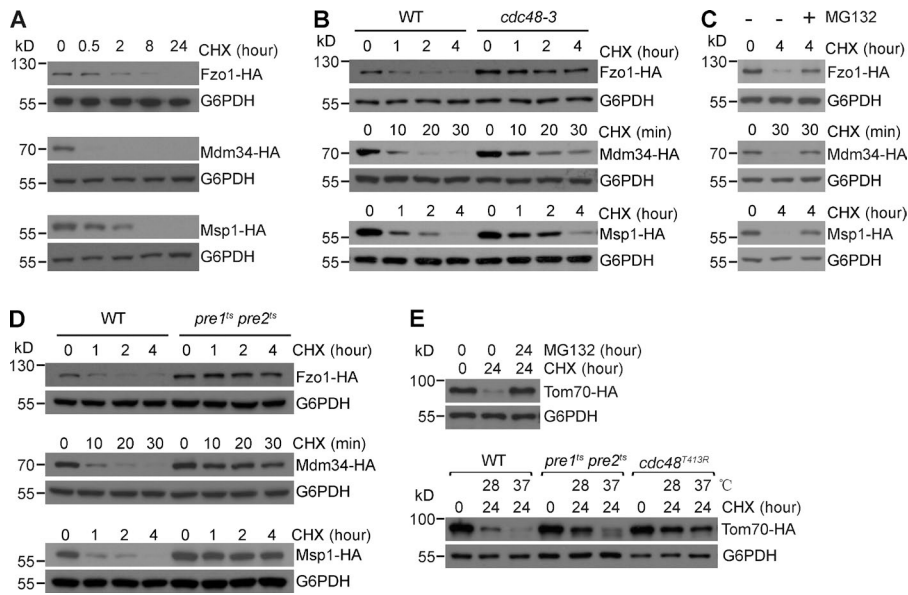 A
kD 0 0.5 2 8 24 CHX (hour)
130 Fzo1-HA
55 G6PDH
70 Mdm34-HA
55 G6PDH
55 Msp1-HA
55 G6PDH
B
WT cdc48-3
kD 0 1 2 4 0 1 2 4 CHX (hour)
130 Fzo1-HA
55 G6PDH
0 10 20 30 0 10 20 30 CHX (min)
70 Mdm34-HA
55 G6PDH
0 1 2 4 0 1 2 4 CHX (hour)
55 Msp1-HA
55 G6PDH
C
- - + MG132
kD 0 4 4 CHX (hour)
130 Fzo1-HA
55 G6PDH
0 30 30 CHX (min)
70 Mdm34-HA
55 G6PDH
0 4 4 CHX (hour)
55 Msp1-HA
55 G6PDH
D
WT pre1ts pre2ts
kD 0 1 2 4 0 1 2 4 CHX (hour)
130 Fzo1-HA
55 G6PDH
0 10 20 30 0 10 20 30 CHX (min)
70 Mdm34-HA
55 G6PDH
0 1 2 4 0 1 2 4 CHX (hour)
55 Msp1-HA
55 G6PDH
E
kD 0 0 24 MG132 (hour)
0 24 24 CHX (hour)
100 Tom70-HA
55 G6PDH
WT pre1ts pre2ts cdc48T413R
28 37 28 37 28 37 ℃
kD 0 24 24 0 24 24 0 24 24 CHX (hour)
100 Tom70-HA
55 G6PDH